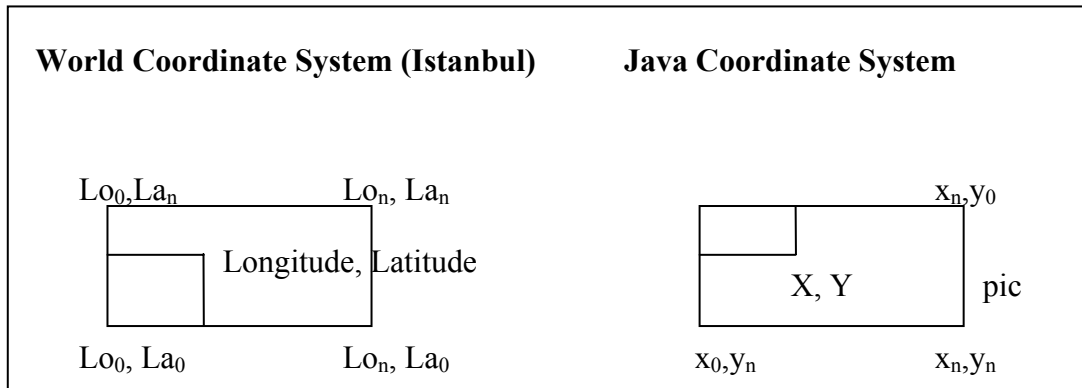 World Coordinate System (Istanbul) Java Coordinate System
Lo₀,Laₙ Loₙ, Laₙ xₙ,y₀
Longitude, Latitude
X, Y pic
Lo₀, La₀ Loₙ, La₀ x₀,yₙ xₙ,yₙ